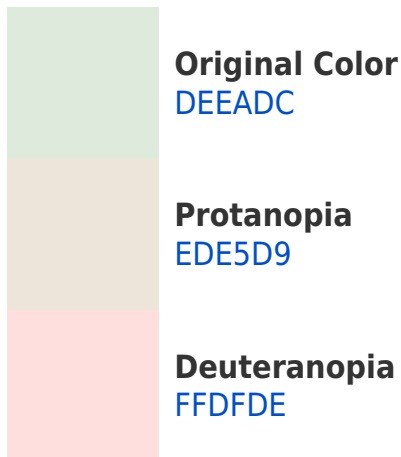 Original Color
DEEADC
Protanopia
EDE5D9
Deuteranopia
FFDFDE